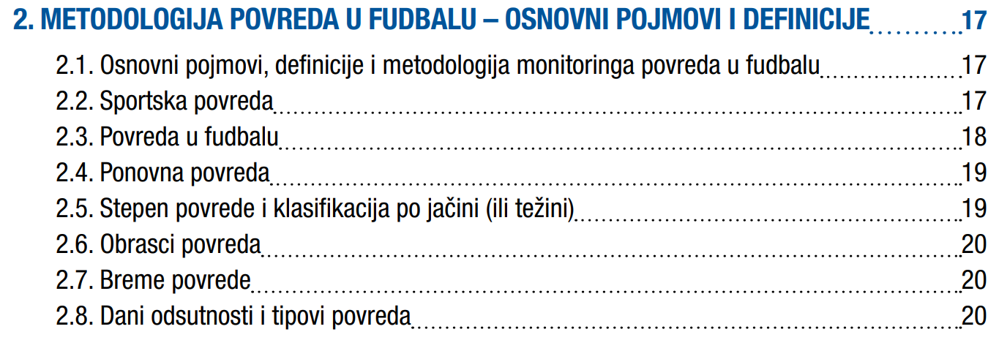 2. METODOLOGIJA POVREDA U FUDBALU – OSNOVNI POJMOVI I DEFINICIJE 17
2.1. Osnovni pojmovi, definicije i metodologija monitoringa povreda u fudbalu 17
2.2. Sportska povreda 17
2.3. Povreda u fudbalu 18
2.4. Ponovna povreda 19
2.5. Stepen povrede i klasifikacija po jačini (ili težini) 19
2.6. Obrasci povreda 20
2.7. Breme povrede 20
2.8. Dani odsutnosti i tipovi povreda 20